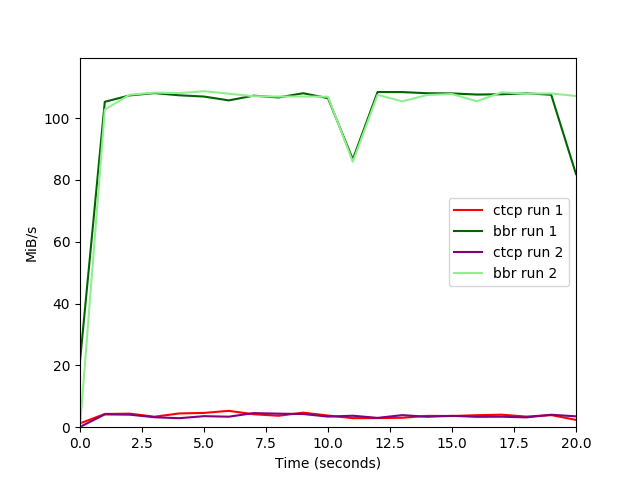 MiB/s
100
80
60
40
20
0
0.0 2.5 5.0 7.5 10.0 12.5 15.0 17.5 20.0
Time (seconds)
ctcp run 1
bbr run 1
ctcp run 2
bbr run 2